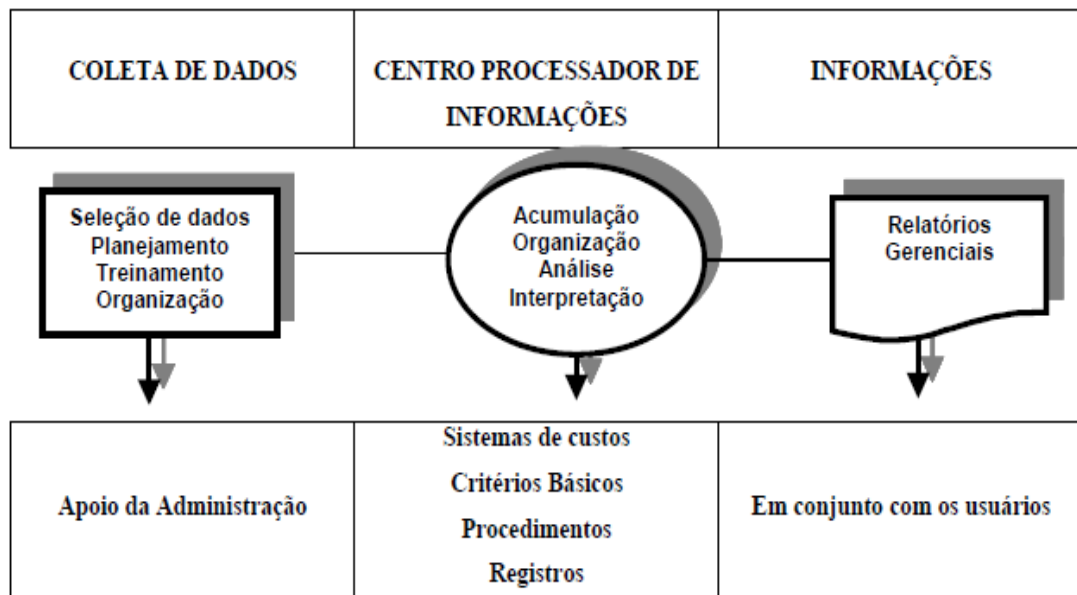 COLETA DE DADOS
CENTRO PROCESSADOR DE
INFORMAÇÕES
INFORMAÇÕES
Seleção de dados
Planejamento
Treinamento
Organização
Acumulação
Organização
Análise
Interpretação
Relatórios
Gerenciais
Apoio da Administração
Sistemas de custos
Critérios Básicos
Procedimentos
Registros
Em conjunto com os usuários